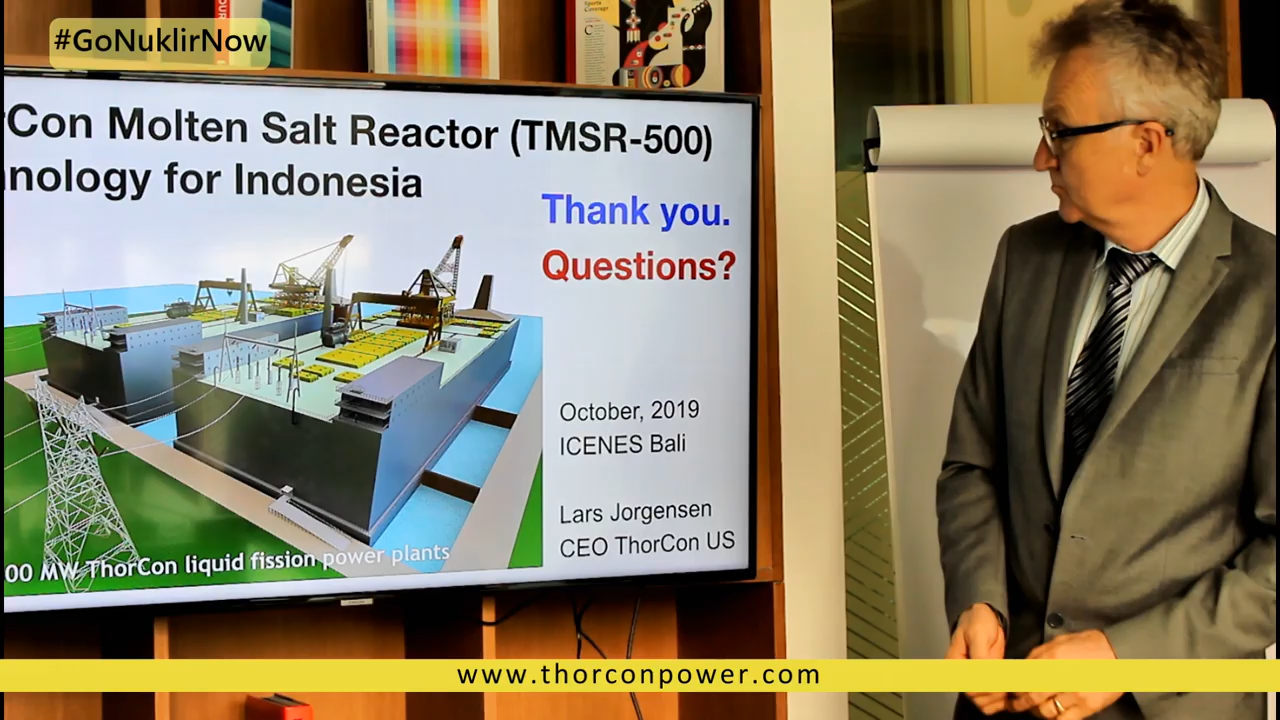 #GoNuklirNow
rCon Molten Salt Reactor (TMSR-500)
nology for Indonesia
Thank you.
Questions?
October, 2019
ICENES Bali
Lars Jorgensen
CEO ThorCon US
00 MW ThorCon liquid fission power plants
www.thorconpower.com